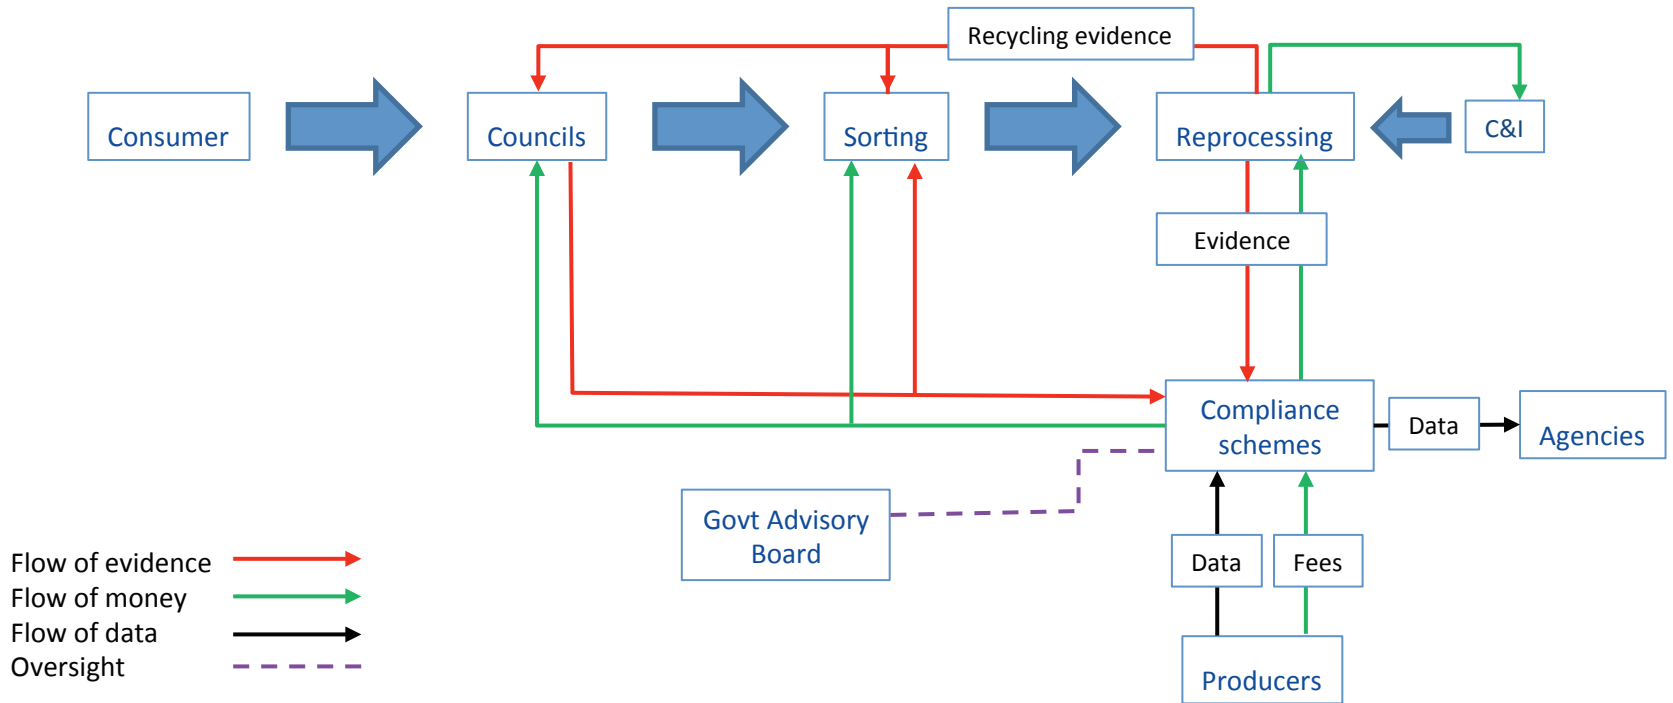 Recycling evidence
Consumer
Councils
Sorting
Reprocessing
C&I
Evidence
Compliance
schemes
Data
Agencies
Govt Advisory
Board
Data
Fees
Producers
Flow of evidence
Flow of money
Flow of data
Oversight